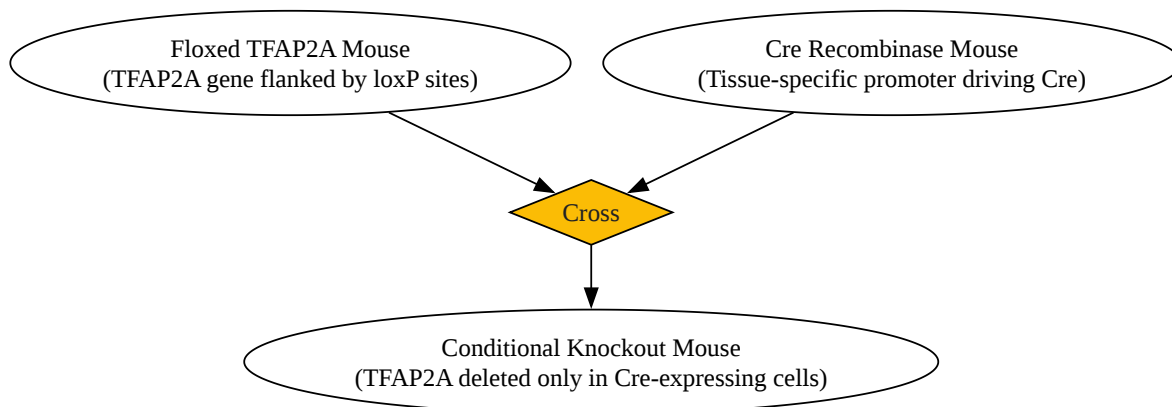 Floxed TFAP2A Mouse
(TFAP2A gene flanked by loxP sites)
Cre Recombinase Mouse
(Tissue-specific promoter driving Cre)
Cross
Conditional Knockout Mouse
(TFAP2A deleted only in Cre-expressing cells)